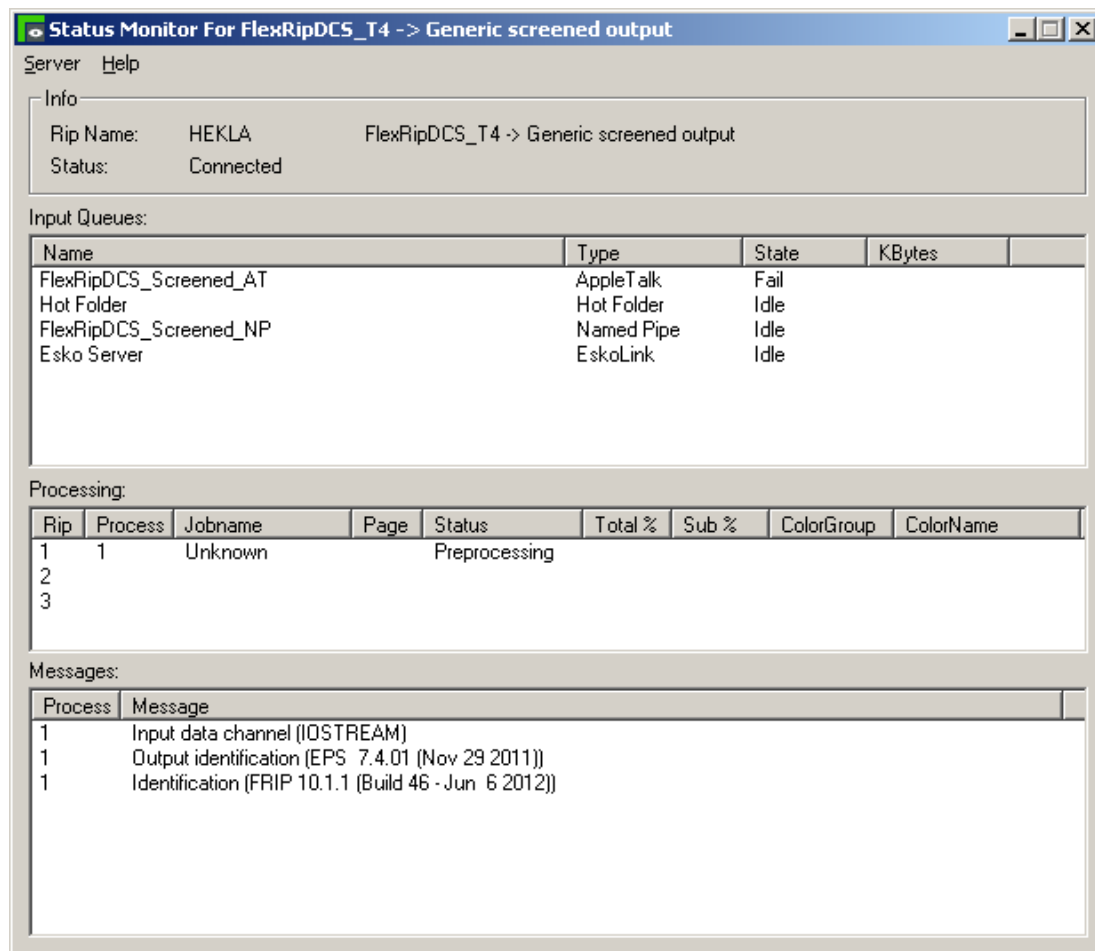 Status Monitor For FlexRipDCS_T4 -> Generic screened output
Server Help
Info
Rip Name: HEKLA FlexRipDCS_T4 -> Generic screened output
Status: Connected
Input Queues:
Name Type State KBytes
FlexRipDCS_Screened_AT AppleTalk Fail
Hot Folder Hot Folder Idle
FlexRipDCS_Screened_NP Named Pipe Idle
Esko Server EskoLink Idle
Processing:
Rip Process Jobname Page Status Total % Sub % ColorGroup ColorName
1 1 Unknown Preprocessing
2
3
Messages:
Process Message
1 Input data channel (IOSTREAM)
1 Output identification (EPS  7.4.01 (Nov 29 2011))
1 Identification (FRIP 10.1.1 (Build 46 - Jun  6 2012))